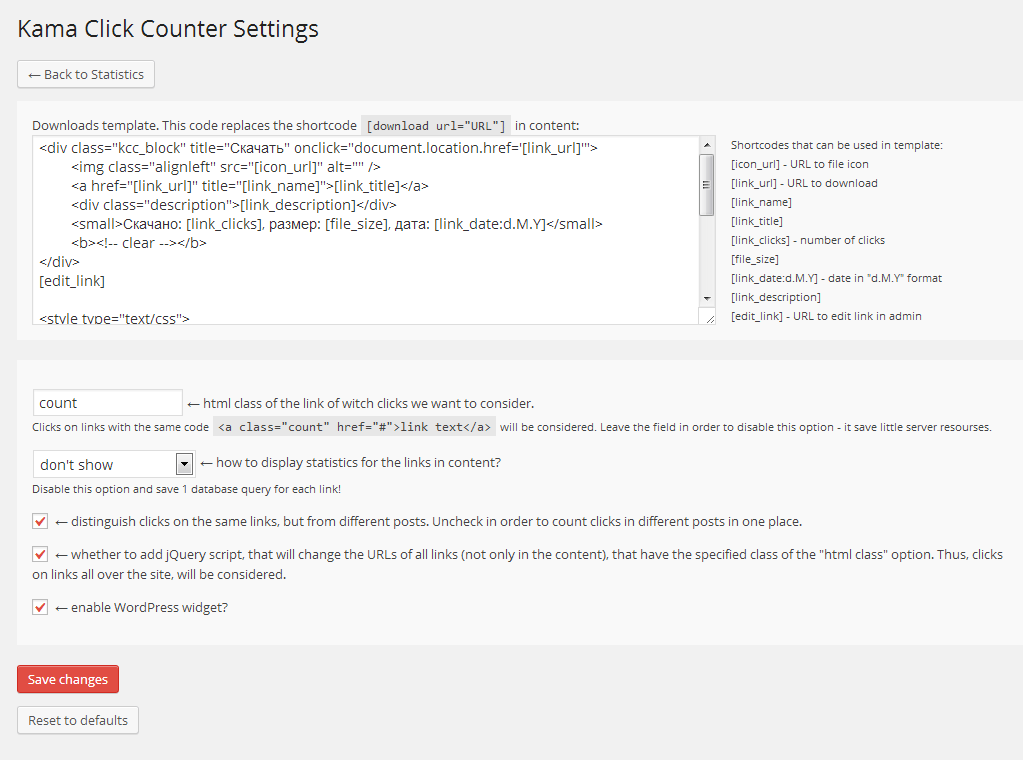 Kama Click Counter Settings
← Back to Statistics
Downloads template. This code replaces the shortcode [download url="URL"] in content:
<div class="kcc_block" title="Скачать" onclick="document.location.href='[link_url]'">
<img class="alignleft" src="[icon_url]" alt="" />
<a href="[link_url]" title="[link_name]">[link_title]</a>
<div class="description">[link_description]</div>
<small>Скачано: [link_clicks], размер: [file_size], дата: [link_date:d.M.Y]</small>
<b><!-- clear --></b>
</div>
[edit_link]
<style type="text/css">
Shortcodes that can be used in template:
[icon_url] - URL to file icon
[link_url] - URL to download
[link_name]
[link_title]
[link_clicks] - number of clicks
[file_size]
[link_date:d.M.Y] - date in "d.M.Y" format
[link_description]
[edit_link] - URL to edit link in admin
count ← html class of the link of witch clicks we want to consider.
Clicks on links with the same code <a class="count" href="#">link text</a> will be considered. Leave the field in order to disable this option - it save little server resourses.
don't show ← how to display statistics for the links in content?
Disable this option and save 1 database query for each link!
← distinguish clicks on the same links, but from different posts. Uncheck in order to count clicks in different posts in one place.
← whether to add jQuery script, that will change the URLs of all links (not only in the content), that have the specified class of the "html class" option. Thus, clicks
on links all over the site, will be considered.
← enable WordPress widget?
Save changes
Reset to defaults